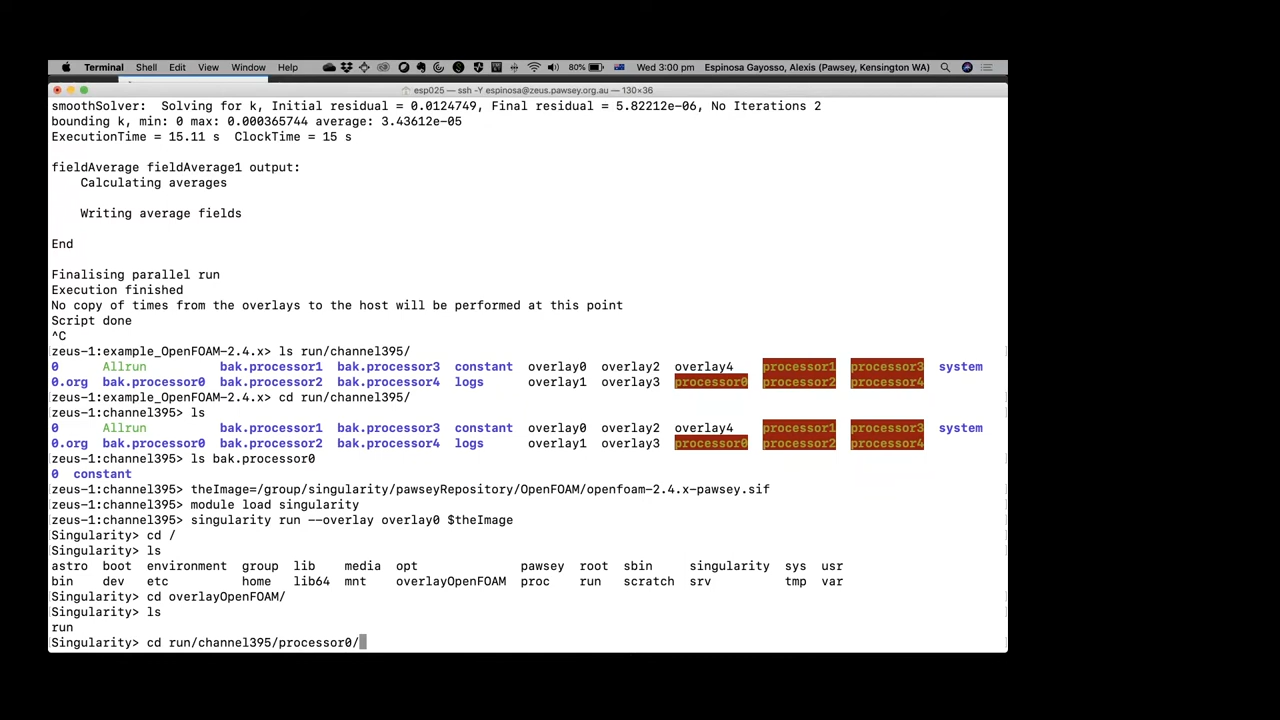 Terminal Shell Edit View Window Help 80% Wed 3:00 pm Espinosa Gayosso, Alexis (Pawsey, Kensington WA)
esp025 — ssh -Y espinosa@zeus.pawsey.org.au — 130×36
smoothSolver:  Solving for k, Initial residual = 0.0124749, Final residual = 5.82212e-06, No Iterations 2
bounding k, min: 0 max: 0.000365744 average: 3.43612e-05
ExecutionTime = 15.11 s  ClockTime = 15 s
fieldAverage fieldAverage1 output:
Calculating averages
Writing average fields
End
Finalising parallel run
Execution finished
No copy of times from the overlays to the host will be performed at this point
Script done
^C
zeus-1:example_OpenFOAM-2.4.x> ls run/channel395/
0 Allrun bak.processor1 bak.processor3 constant overlay0 overlay2 overlay4 processor1 processor3 system
0.org bak.processor0 bak.processor2 bak.processor4 logs overlay1 overlay3 processor0 processor2 processor4
zeus-1:example_OpenFOAM-2.4.x> cd run/channel395/
zeus-1:channel395> ls
0 Allrun bak.processor1 bak.processor3 constant overlay0 overlay2 overlay4 processor1 processor3 system
0.org bak.processor0 bak.processor2 bak.processor4 logs overlay1 overlay3 processor0 processor2 processor4
zeus-1:channel395> ls bak.processor0
0 constant
zeus-1:channel395> theImage=/group/singularity/pawseyRepository/OpenFOAM/openfoam-2.4.x-pawsey.sif
zeus-1:channel395> module load singularity
zeus-1:channel395> singularity run --overlay overlay0 $theImage
Singularity> cd /
Singularity> ls
astro boot environment group lib media opt pawsey root sbin singularity sys usr
bin dev etc home lib64 mnt overlayOpenFOAM proc run scratch srv tmp var
Singularity> cd overlayOpenFOAM/
Singularity> ls
run
Singularity> cd run/channel395/processor0/